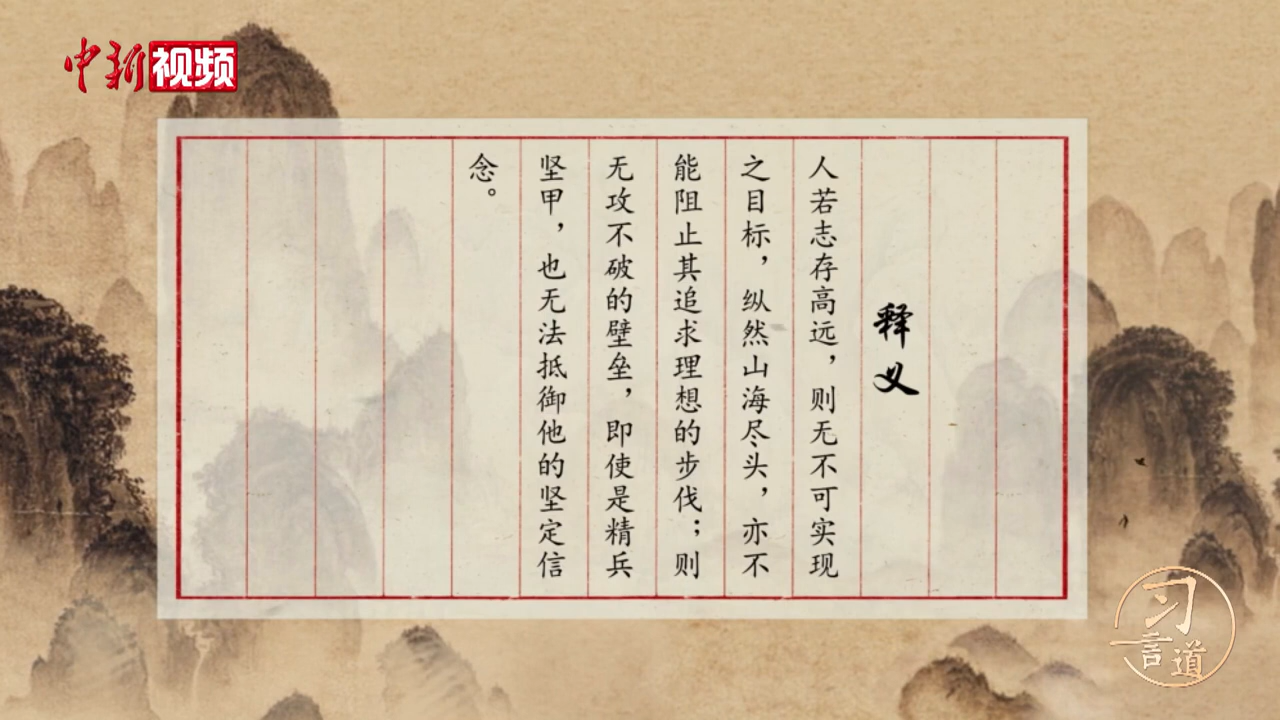 中新视频
释义
人若志存高远，则无不可实现
之目标，纵然山海尽头，亦不
能阻止其追求理想的步伐；则
无攻不破的壁垒，即使是精兵
坚甲，也无法抵御他的坚定信
念。
习言道